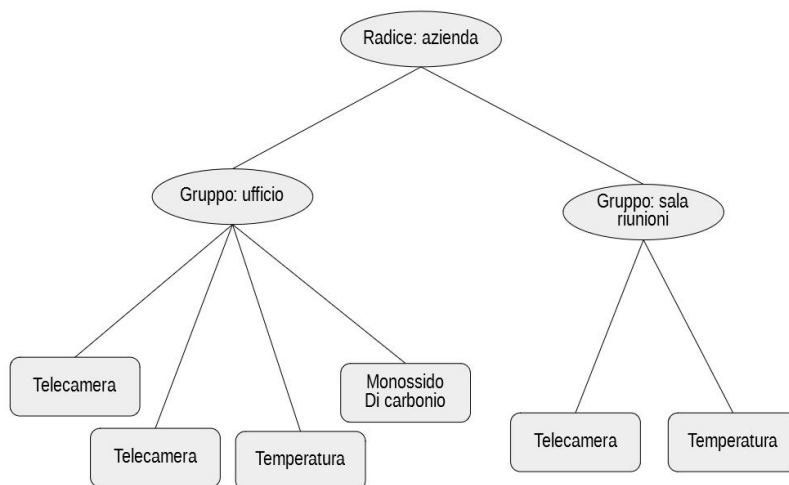 Radice: azienda
Gruppo: ufficio
Gruppo: sala
riunioni
Telecamera
Telecamera
Temperatura
Monossido
Di carbonio
Telecamera
Temperatura